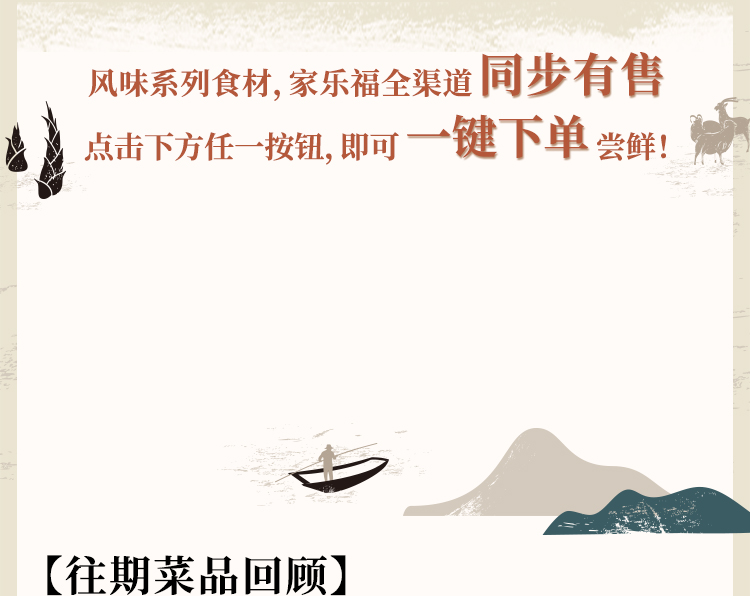 风味系列食材, 家乐福全渠道 同步有售
点击下方任一按钮, 即可 一键下单 尝鲜!
【往期菜品回顾】